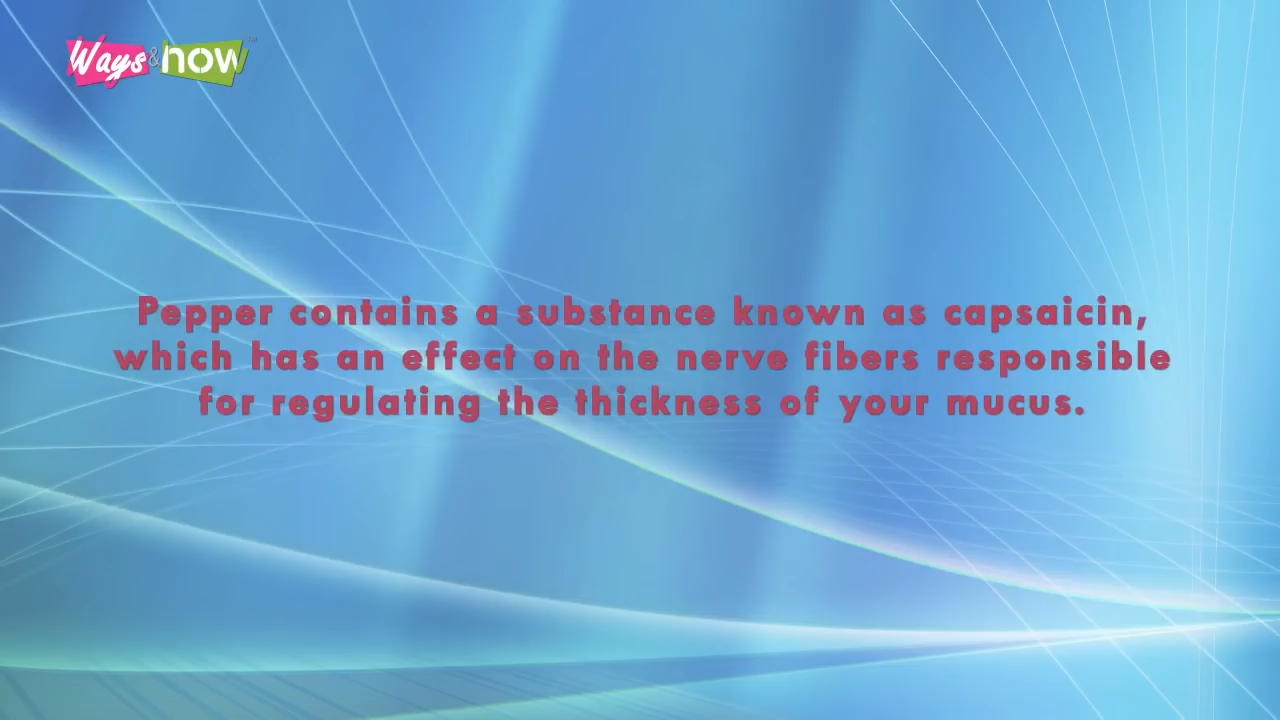 Ways & now™
Pepper contains a substance known as capsaicin,
which has an effect on the nerve fibers responsible
for regulating the thickness of your mucus.